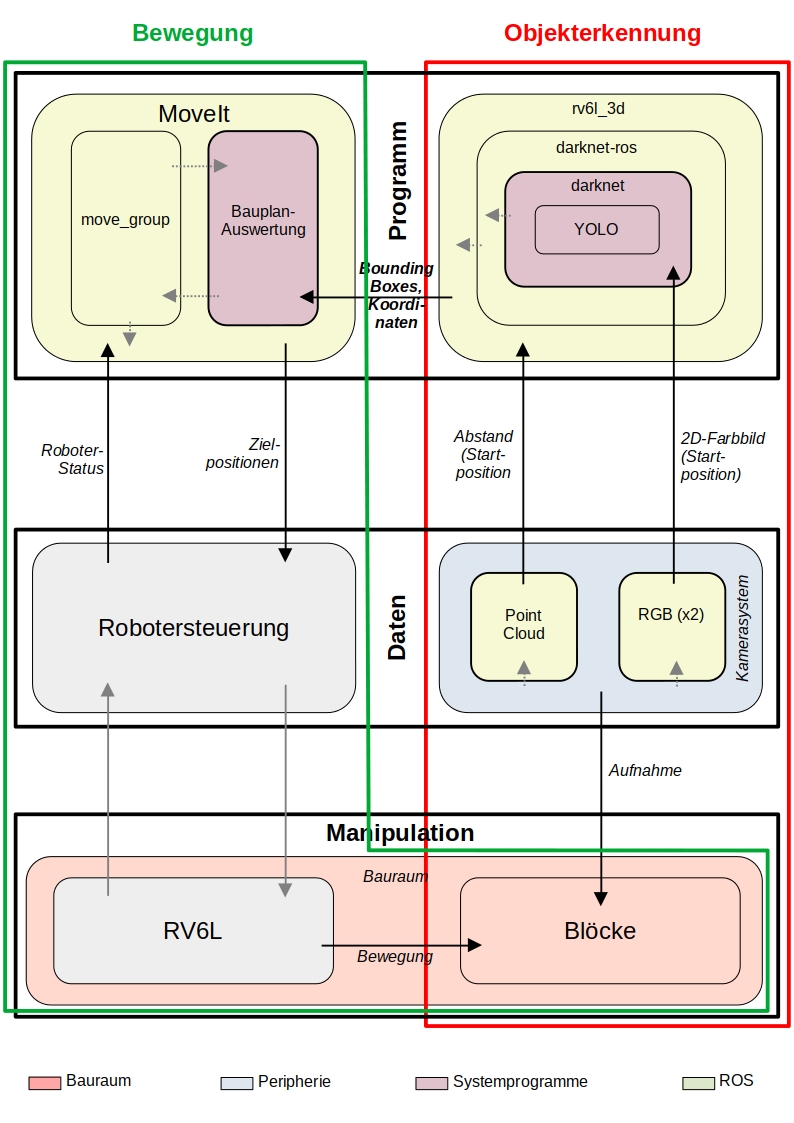 Bewegung
Objekterkennung
MoveIt
move_group
Bauplan-
Auswertung
Programm
rv6l_3d
darknet-ros
darknet
YOLO
Bounding
Boxes,
Koordi-
naten
Roboter-
Status
Ziel-
positionen
Abstand
(Start-
position
2D-Farbbild
(Start-
position)
Robotersteuerung
Daten
Point
Cloud
RGB (x2)
Kamerasystem
Aufnahme
Manipulation
Bauraum
RV6L
Bewegung
Blöcke
Bauraum
Peripherie
Systemprogramme
ROS